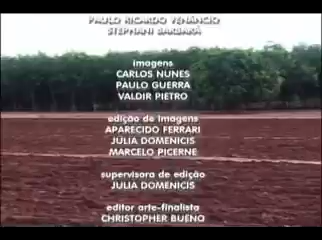 PAULO RICARDO VENÂNCIO
STEPHANI BARBARÁ
imagens
CARLOS NUNES
PAULO GUERRA
VALDIR PIETRO
edição de imagens
APARECIDO FERRARI
JULIA DOMENICIS
MARCELO PICERNE
supervisora de edição
JULIA DOMENICIS
editor arte-finalista
CHRISTOPHER BUENO